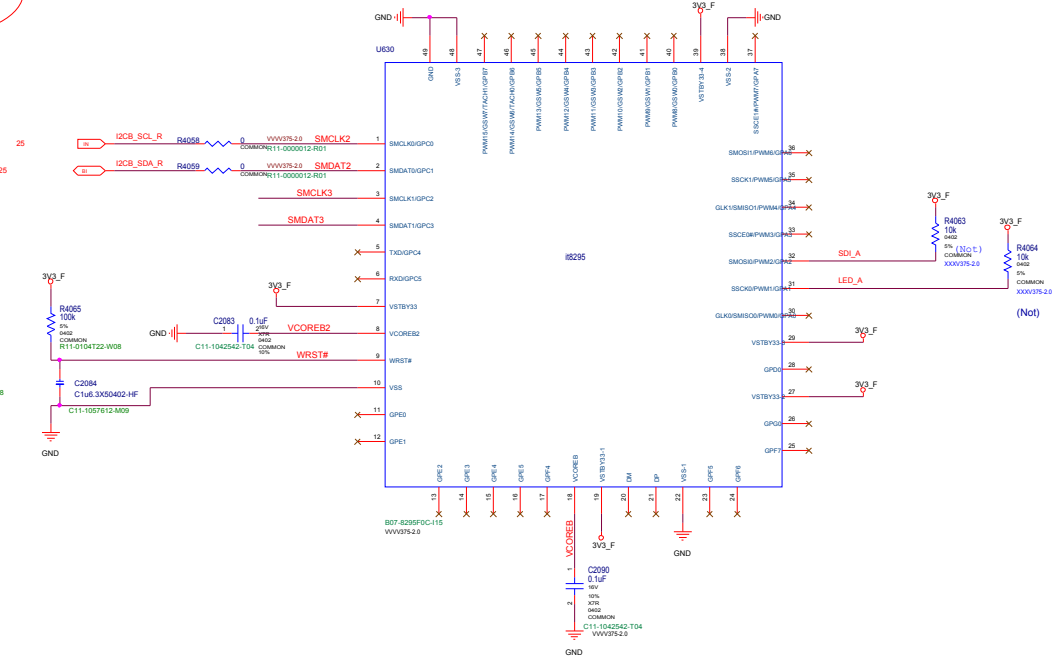 3V3_F
GND
GND
U630
49
48
47
46
45
44
43
42
41
40
39
38
37
GND
VSS-3
PWM15/GSW7/TACH1/GPB7
PWM14/GSW6/TACH0/GPB6
PWM13/GSW5/GPB5
PWM12/GSW4/GPB4
PWM11/GSW3/GPB3
PWM10/GSW2/GPB2
PWM9/GSW1/GPB1
PWM8/GSW0/GPB0
VSTBY33-4
VSS-2
SSCE1#/PWM7/GPA7
25
IN
I2CB_SCL_R
R4058
0
VVVV375-2.0
COMMON
R11-0000012-R01
SMCLK2
1
SMCLK0/GPC0
25
BI
I2CB_SDA_R
R4059
0
VVVV375-2.0
COMMON
R11-0000012-R01
SMDAT2
2
SMDAT0/GPC1
SMCLK3
3
SMCLK1/GPC2
SMDAT3
4
SMDAT1/GPC3
5
TXD/GPC4
6
RXD/GPC5
3V3_F
7
VSTBY33
GND
C2083
1
2
0.1uF
16V
X7R
0402
COMMON
10%
C11-1042542-T04
VCOREB2
8
VCOREB2
3V3_F
R4065
100k
5%
0402
COMMON
R11-0104T22-W08
WRST#
9
WRST#
C2084
C1u6.3X50402-HF
C11-1057612-M09
8
GND
10
VSS
11
GPE0
12
GPE1
it8295
SMOSI1/PWM6/GPA6
36
SSCK1/PWM5/GPA5
35
GLK1/SMISO1/PWM4/GPA4
34
SSCE0#/PWM3/GPA3
33
SMOSI0/PWM2/GPA2
32
SDI_A
SSCK0/PWM1/GPA1
31
LED_A
GLK0/SMISO0/PWM0/GPA0
30
VSTBY33-3
29
3V3_F
GPD0
28
VSTBY33-2
27
3V3_F
GPG0
26
GPF7
25
3V3_F
R4063
10k
0402
5%
(Not)
COMMON
XXXV375-2.0
3V3_F
R4064
10k
0402
5%
COMMON
XXXV375-2.0
(Not)
GPE2
GPE3
GPE4
GPE5
GPF4
VCOREB
VSTBY33-1
DM
DP
VSS-1
GPF5
GPF6
13
14
15
16
17
18
19
20
21
22
23
24
B07-8295F0C-I15
VVVV375-2.0
VCOREB
3V3_F
GND
1
2
C2090
0.1uF
16V
10%
X7R
0402
COMMON
C11-1042542-T04
VVVV375-2.0
GND